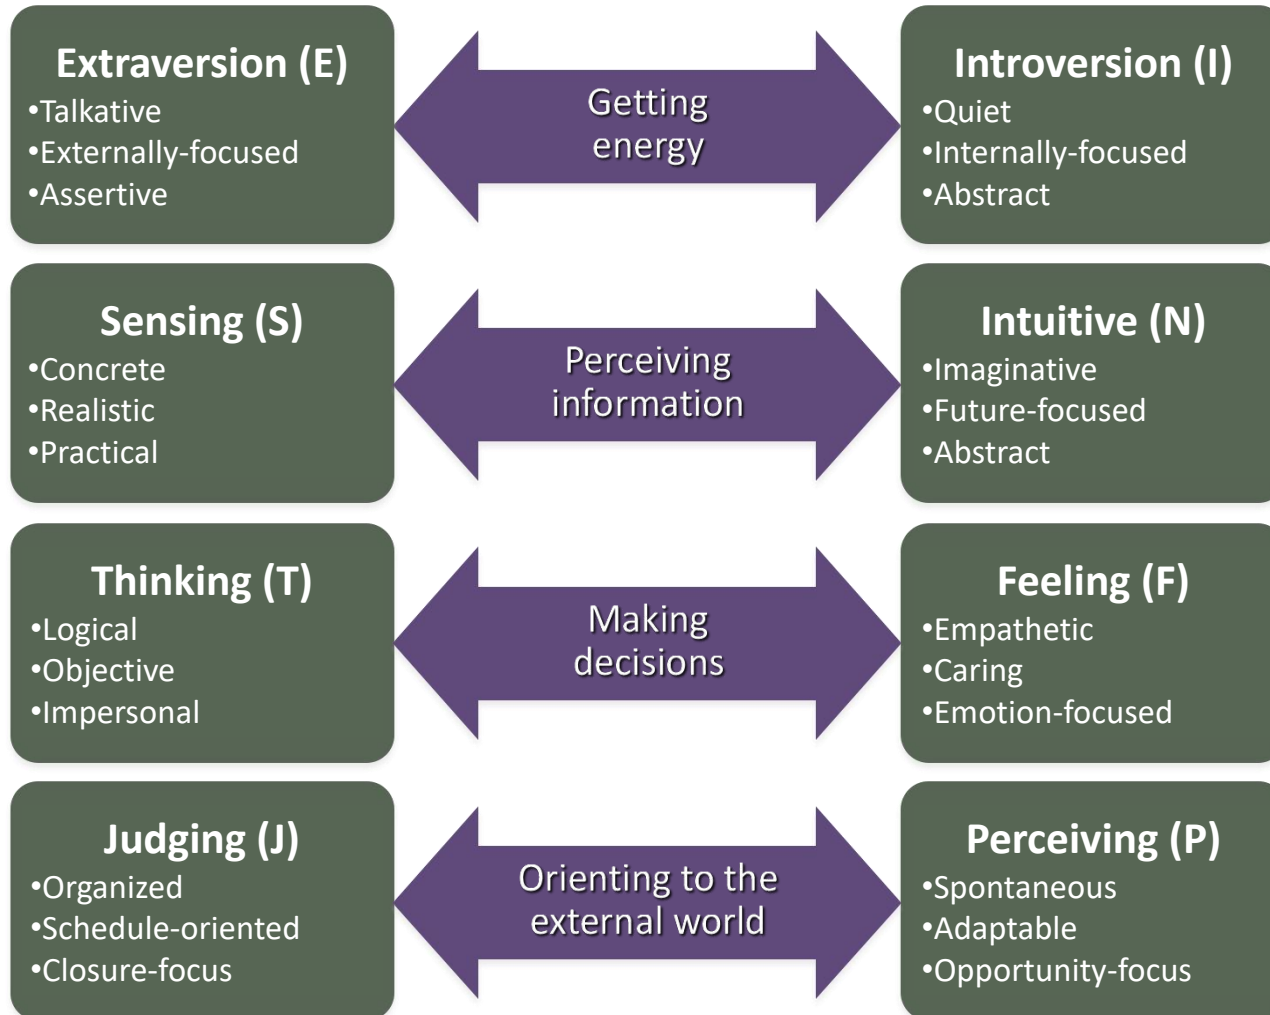 Extraversion (E)
•Talkative
•Externally-focused
•Assertive
Getting
energy
Introversion (I)
•Quiet
•Internally-focused
•Abstract
Sensing (S)
•Concrete
•Realistic
•Practical
Perceiving
information
Intuitive (N)
•Imaginative
•Future-focused
•Abstract
Thinking (T)
•Logical
•Objective
•Impersonal
Making
decisions
Feeling (F)
•Empathetic
•Caring
•Emotion-focused
Judging (J)
•Organized
•Schedule-oriented
•Closure-focus
Orienting to the
external world
Perceiving (P)
•Spontaneous
•Adaptable
•Opportunity-focus